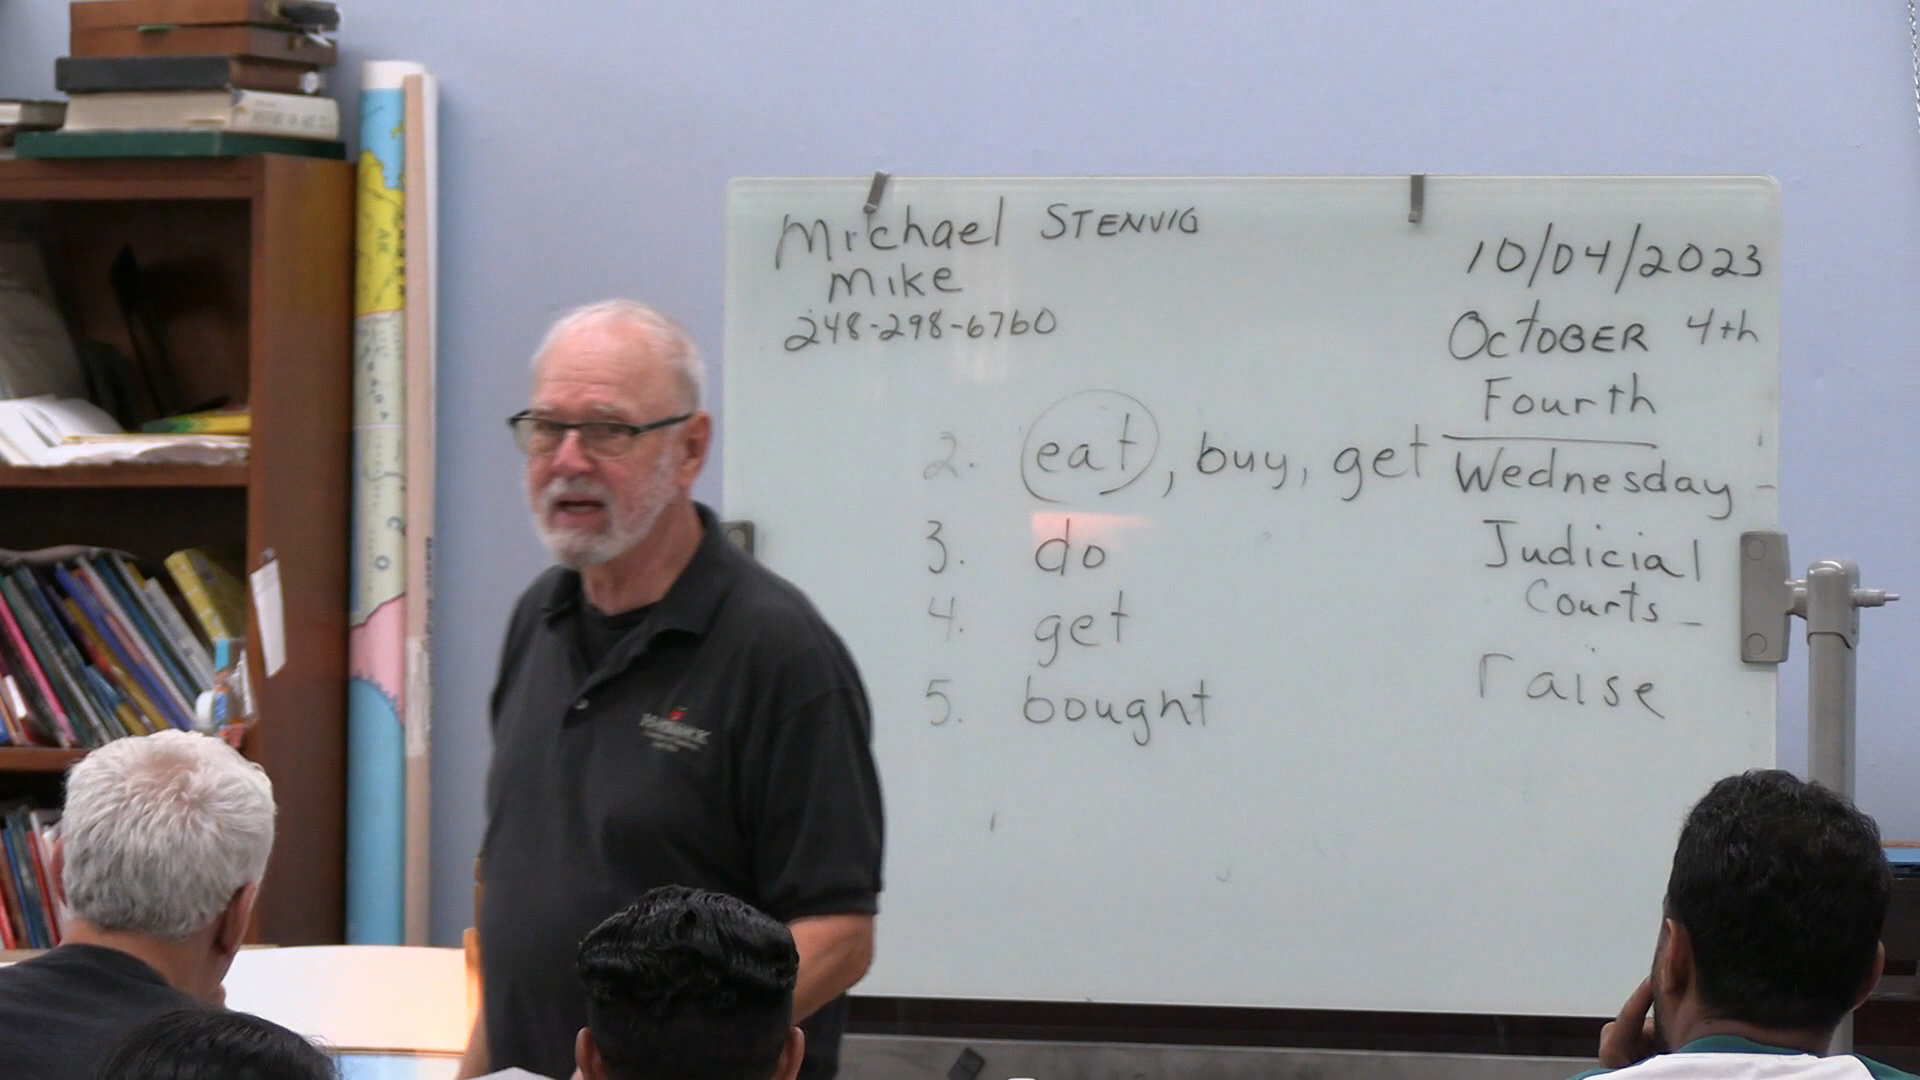 Michael STENVIG
Mike
248-298-6760
10/04/2023
OctOBER 4th
Fourth
Wednesday
Judicial
Courts
raise
2. eat, buy, get
3. do
4. get
5. bought